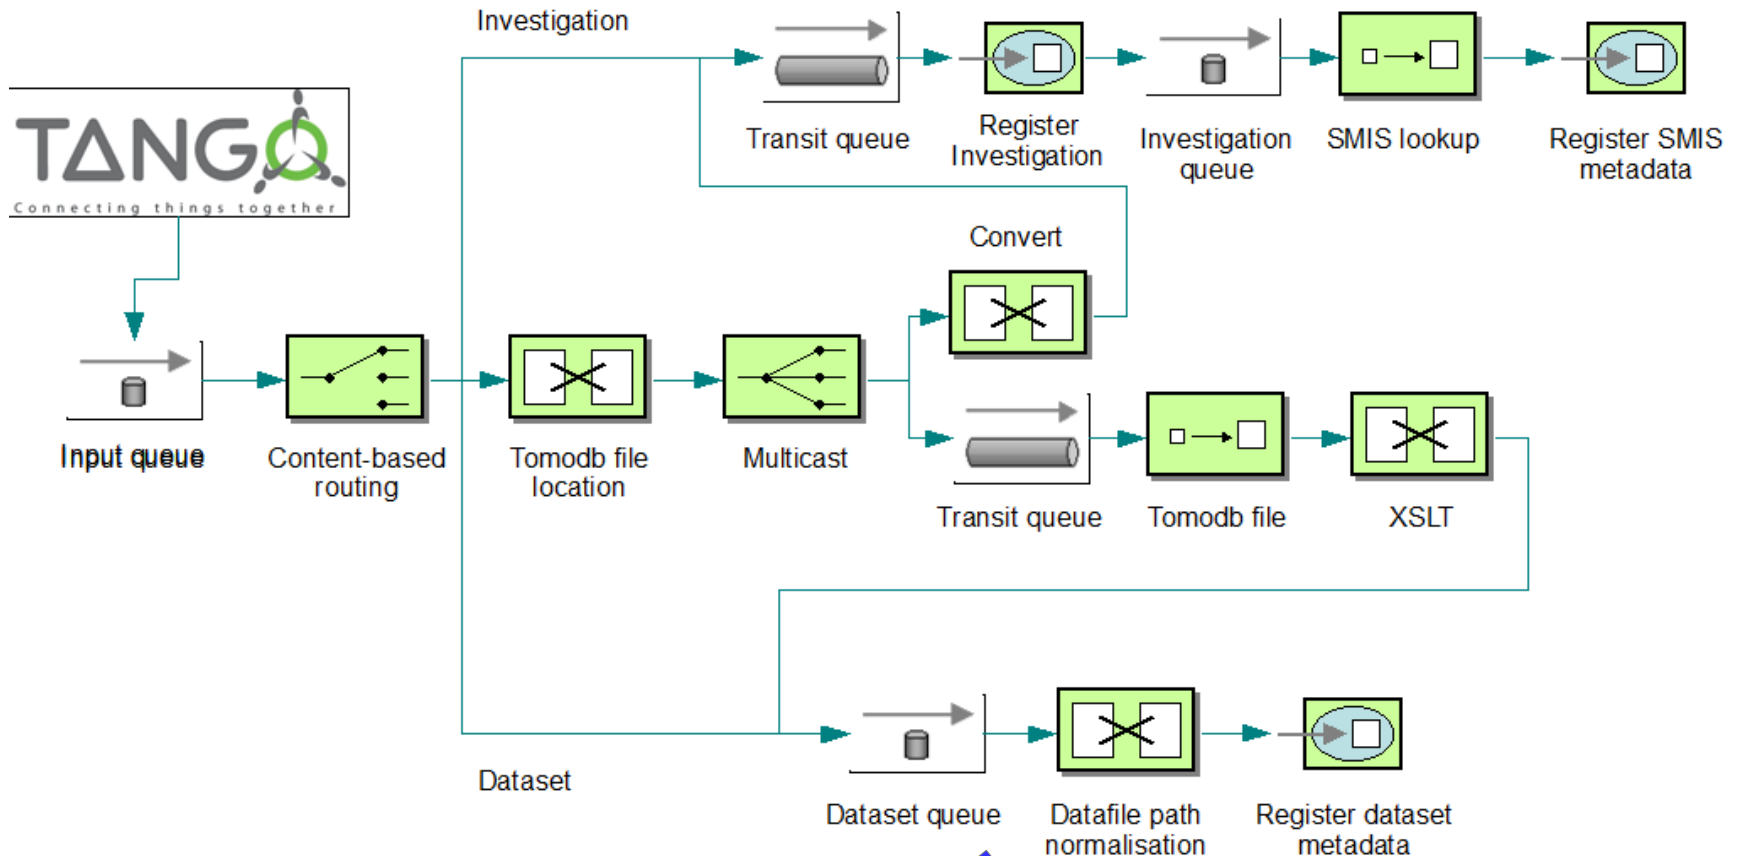 Investigation
TANGO
Connecting things together
Transit queue
Register
Investigation
Investigation
queue
SMIS lookup
Register SMIS
metadata
Convert
Input queue
Content-based
routing
Tomodb file
location
Multicast
Transit queue
Tomodb file
XSLT
Dataset
Dataset queue
Datafile path
normalisation
Register dataset
metadata